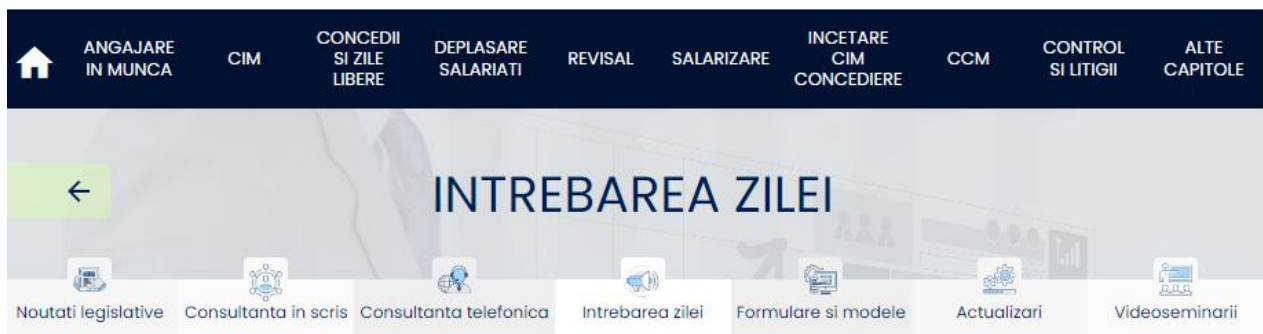 ANGAJARE
IN MUNCA
CIM
CONCEDII
SI ZILE
LIBERE
DEPLASARE
SALARIATI
REVISAL
SALARIZARE
INCETARE
CIM
CONCEDIERE
CCM
CONTROL
SI LITIGII
ALTE
CAPITOLE
INTREBAREA ZILEI
Noutati legislative
Consultanta in scris
Consultanta telefonica
Intrebarea zilei
Formulare si modele
Actualizari
Videoseminarii